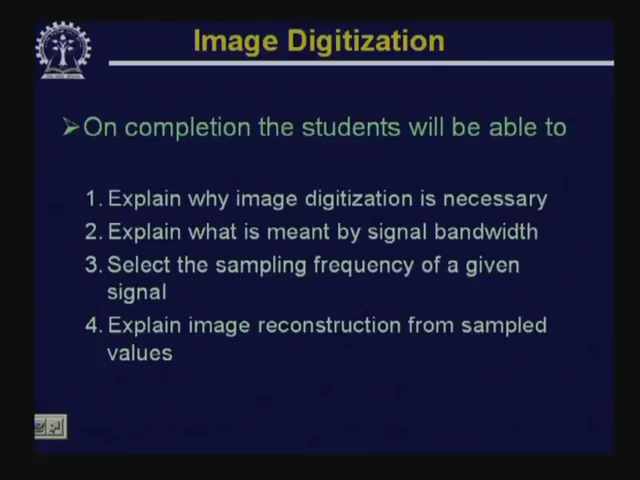 Image Digitization
On completion the students will be able to
1. Explain why image digitization is necessary
2. Explain what is meant by signal bandwidth
3. Select the sampling frequency of a given
signal
4. Explain image reconstruction from sampled
values